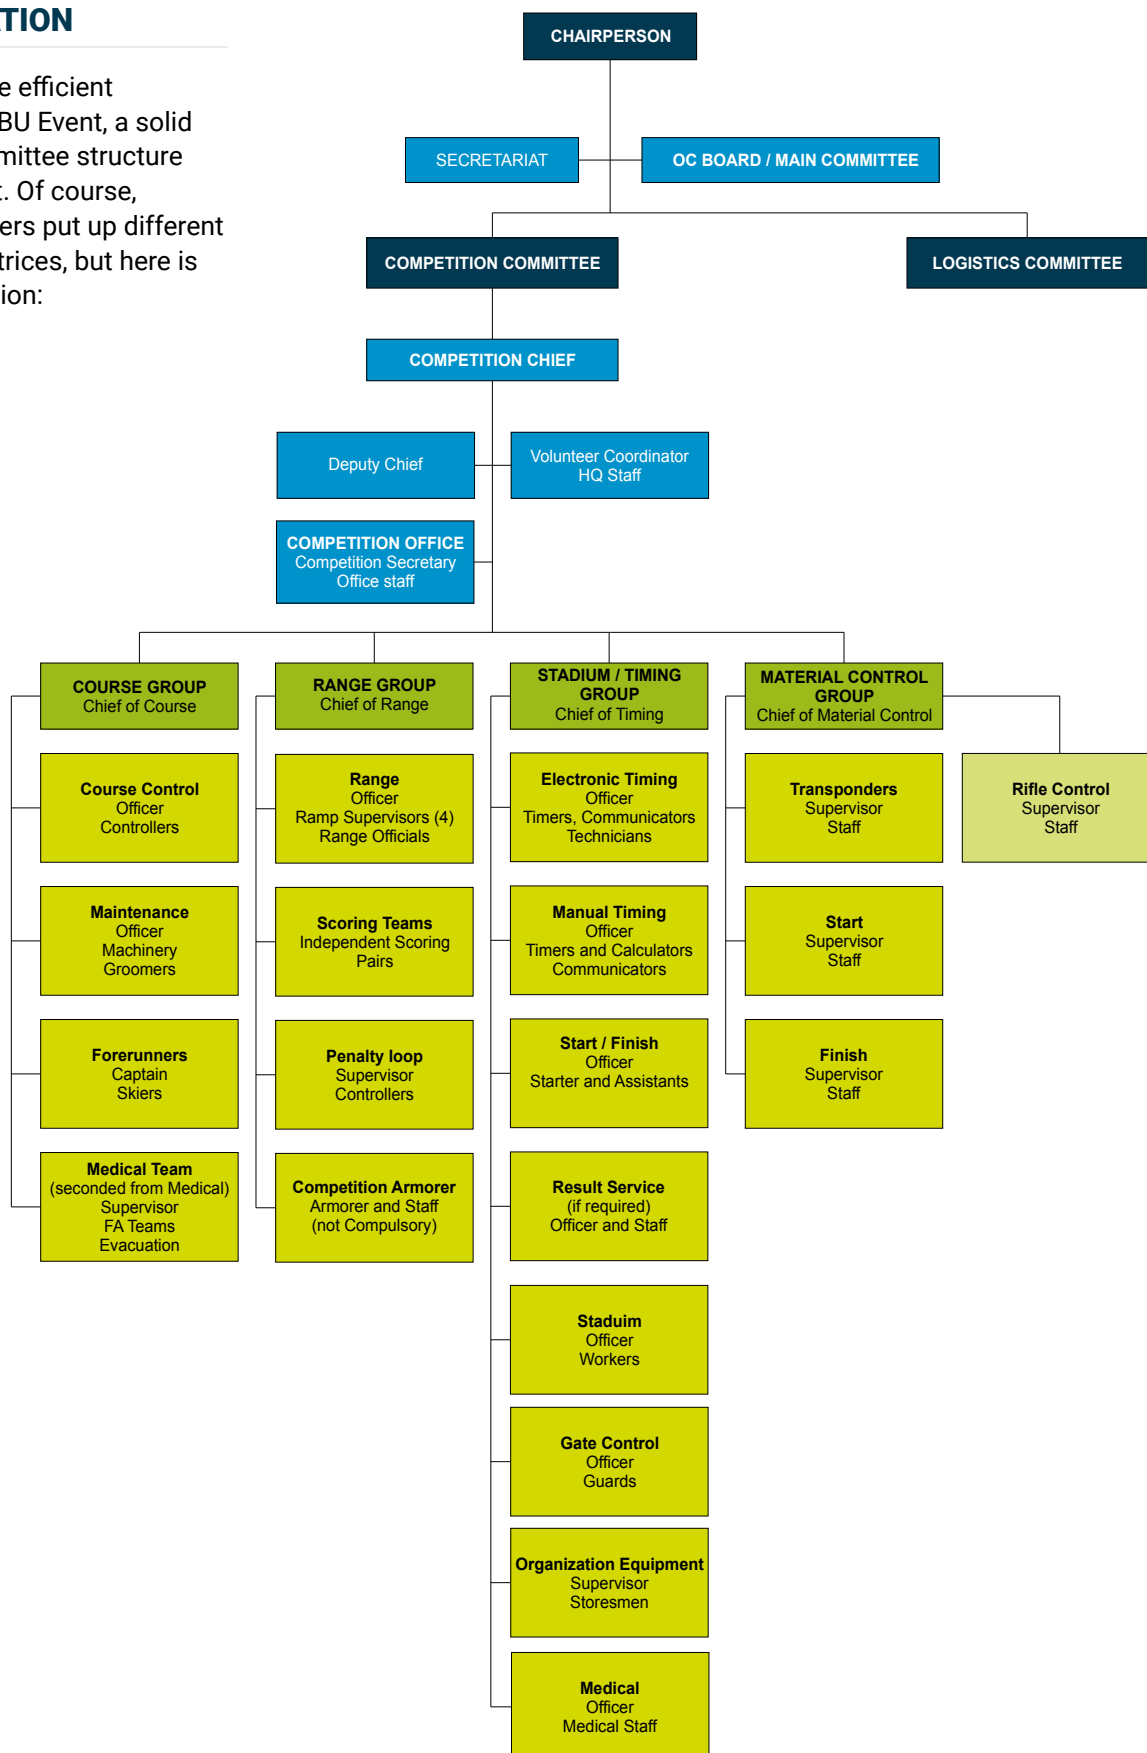 ATION
e efficient
BU Event, a solid
mittee structure
t. Of course,
ers put up different
trices, but here is
ion:
CHAIRPERSON
SECRETARIAT
OC BOARD / MAIN COMMITTEE
COMPETITION COMMITTEE
LOGISTICS COMMITTEE
COMPETITION CHIEF
Deputy Chief
Volunteer Coordinator
HQ Staff
COMPETITION OFFICE
Competition Secretary
Office staff
COURSE GROUP
Chief of Course
RANGE GROUP
Chief of Range
STADIUM / TIMING
GROUP
Chief of Timing
MATERIAL CONTROL
GROUP
Chief of Material Control
Course Control
Officer
Controllers
Range
Officer
Ramp Supervisors (4)
Range Officials
Electronic Timing
Officer
Timers, Communicators
Technicians
Transponders
Supervisor
Staff
Rifle Control
Supervisor
Staff
Maintenance
Officer
Machinery
Groomers
Scoring Teams
Independent Scoring
Pairs
Manual Timing
Officer
Timers and Calculators
Communicators
Start
Supervisor
Staff
Forerunners
Captain
Skiers
Penalty loop
Supervisor
Controllers
Start / Finish
Officer
Starter and Assistants
Finish
Supervisor
Staff
Medical Team
(seconded from Medical)
Supervisor
FA Teams
Evacuation
Competition Armorer
Armorer and Staff
(not Compulsory)
Result Service
(if required)
Officer and Staff
Staduim
Officer
Workers
Gate Control
Officer
Guards
Organization Equipment
Supervisor
Storesmen
Medical
Officer
Medical Staff